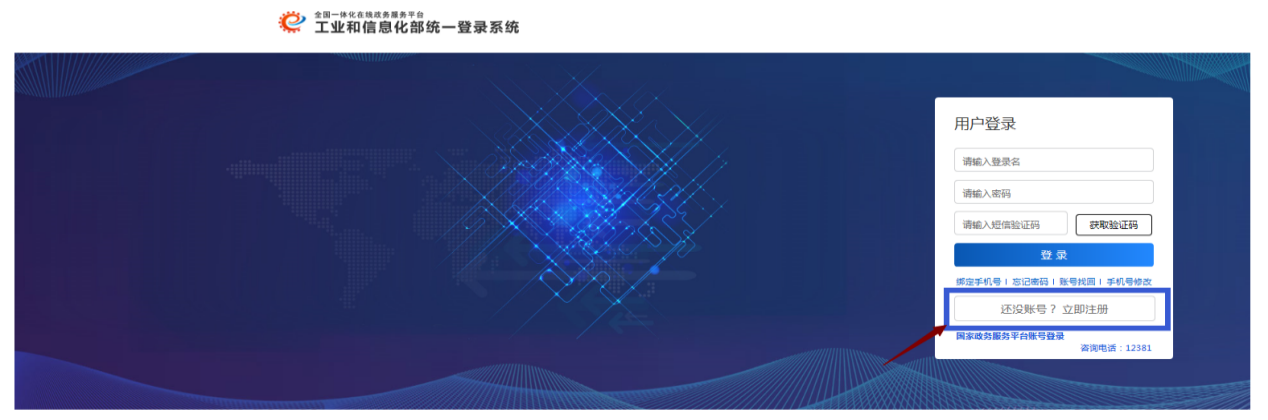 全国一体化在线政务服务平台
工业和信息化部统一登录系统
用户登录
请输入登录名
请输入密码
请输入短信验证码 获取验证码
登 录
绑定手机号 | 忘记密码 | 账号找回 | 手机号修改
还没账号？ 立即注册
国家政务服务平台账号登录
咨询电话：12381